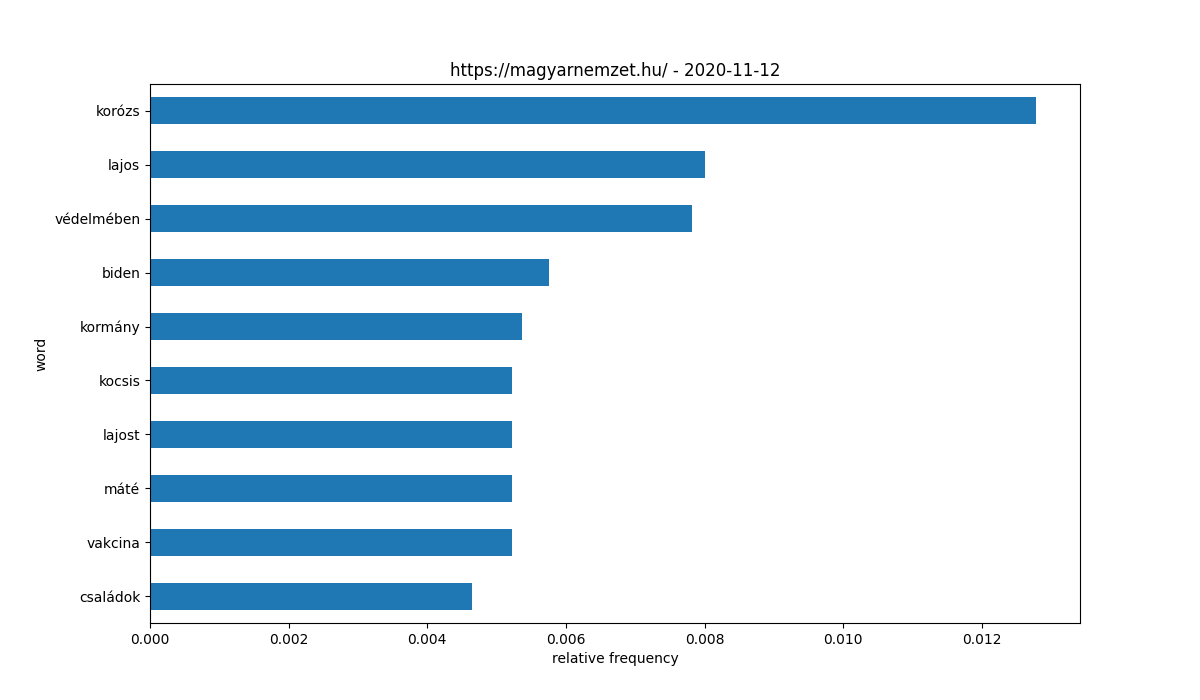 https://magyarnemzet.hu/ - 2020-11-12
korózs
lajos
védelmében
biden
kormány
kocsis
lajost
máté
vakcina
családok
word
0.000 0.002 0.004 0.006 0.008 0.010 0.012
relative frequency